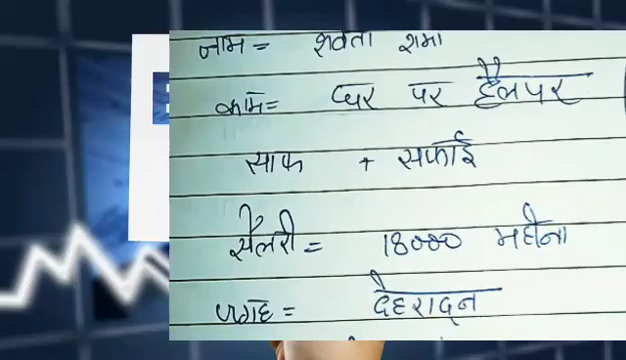 नाम = श्वेता शर्मा
काम = घर पर हैल्पर
साफ + सफाई
सैलरी = 18000 महीना
जगह = देहरादून